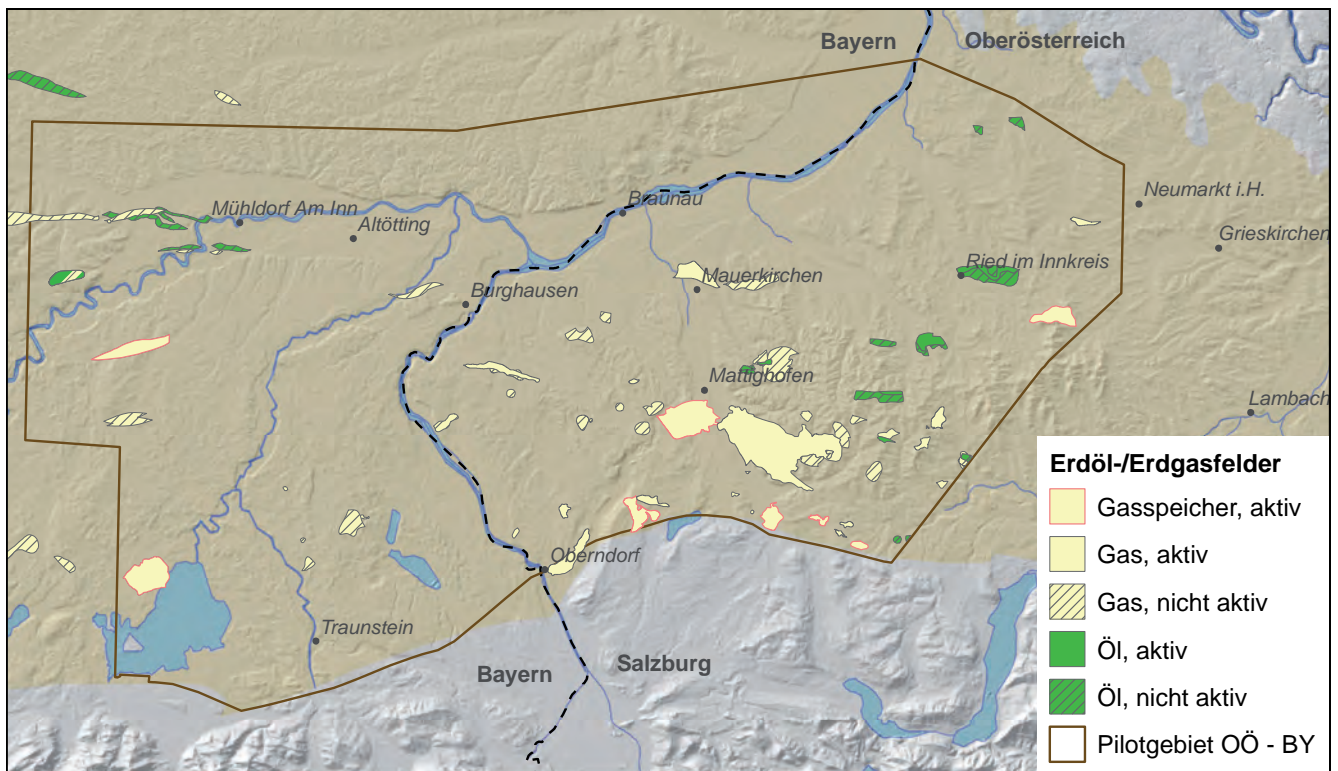 Bayern Oberösterreich
Neumarkt i.H.
Braunau
Mühldorf Am Inn
Altötting
Grieskirchen
Ried im Innkreis
Mauerkirchen
Burghausen
Mattighofen
Lambach
Oberndorf
Traunstein
Bayern Salzburg
Erdöl-/Erdgasfelder
Gasspeicher, aktiv
Gas, aktiv
Gas, nicht aktiv
Öl, aktiv
Öl, nicht aktiv
Pilotgebiet OÖ - BY